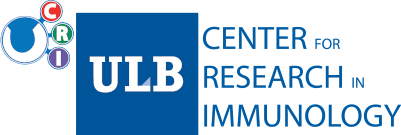 C
R
I
ULB
CENTER FOR
RESEARCH IN
IMMUNOLOGY